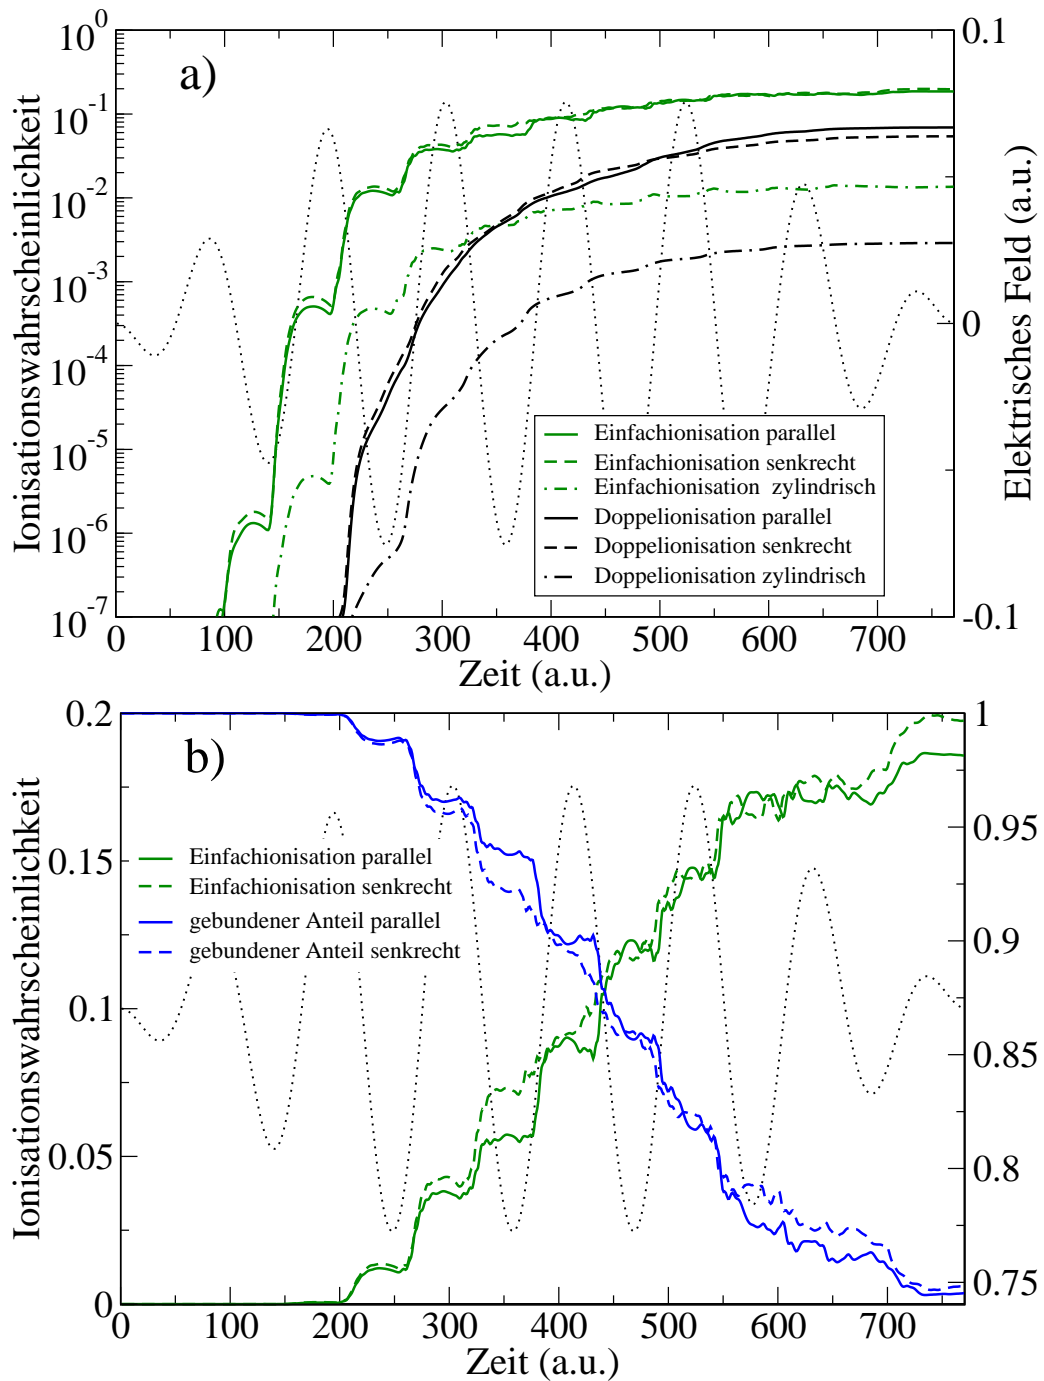 a)
10^0
10^-1
10^-2
10^-3
10^-4
10^-5
10^-6
10^-7
Ionisationswahrscheinlichkeit
0.1
0
-0.1
Elektrisches Feld (a.u.)
Einfachionisation parallel
Einfachionisation senkrecht
Einfachionisation zylindrisch
Doppelionisation parallel
Doppelionisation senkrecht
Doppelionisation zylindrisch
0 100 200 300 400 500 600 700
Zeit (a.u.)
b)
0.2
0.15
0.1
0.05
0
Ionisationswahrscheinlichkeit
1
0.95
0.9
0.85
0.8
0.75
Einfachionisation parallel
Einfachionisation senkrecht
gebundener Anteil parallel
gebundener Anteil senkrecht
0 100 200 300 400 500 600 700
Zeit (a.u.)